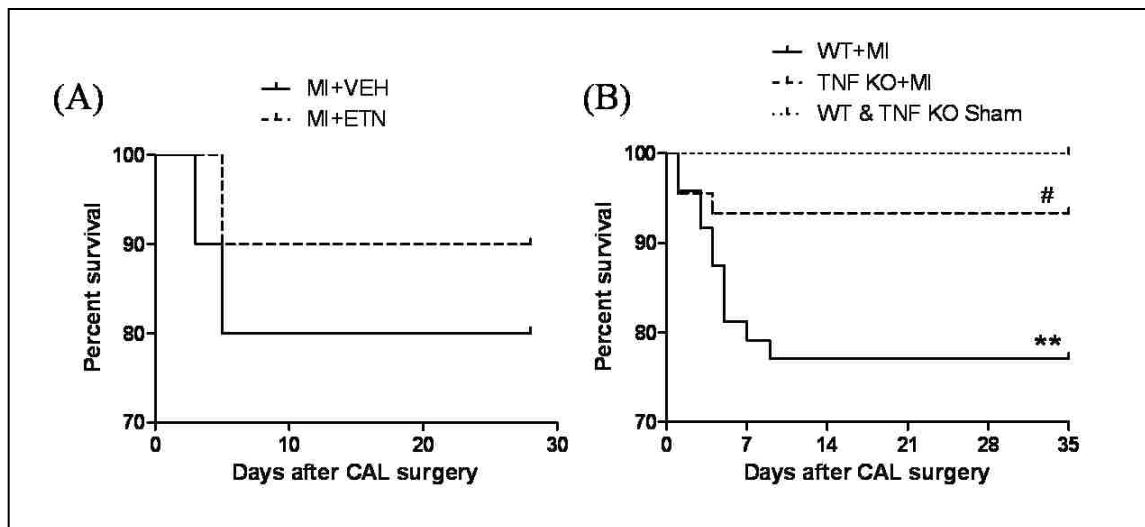 (A)
MI+VEH
MI+ETN
Percent survival
100
90
80
70
0
10
20
30
Days after CAL surgery
(B)
WT+MI
TNF KO+MI
WT & TNF KO Sham
Percent survival
100
90
80
70
#
**
0
7
14
21
28
35
Days after CAL surgery